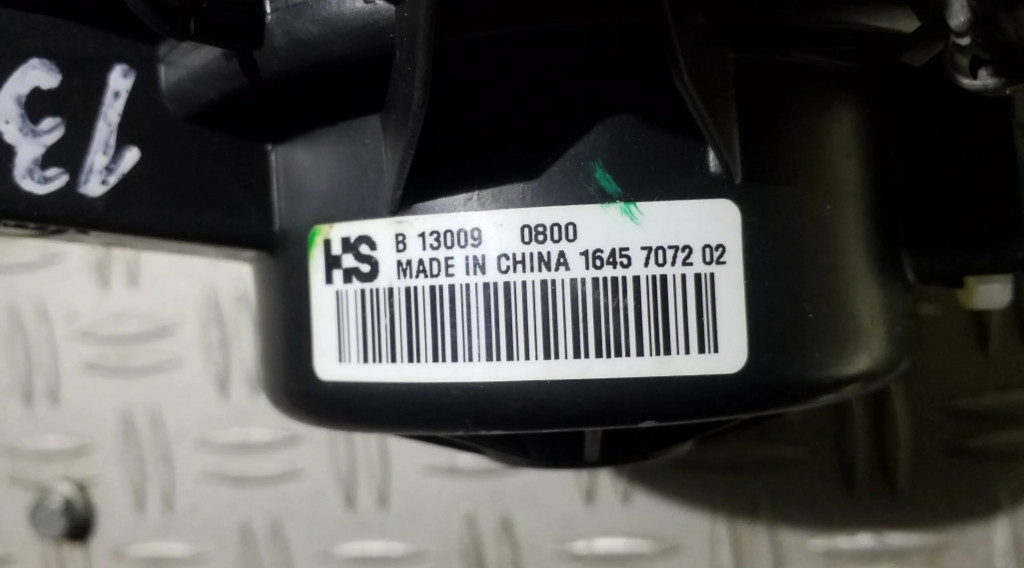 13
HS
B 13009 0800
MADE IN CHINA 1645 7072 02